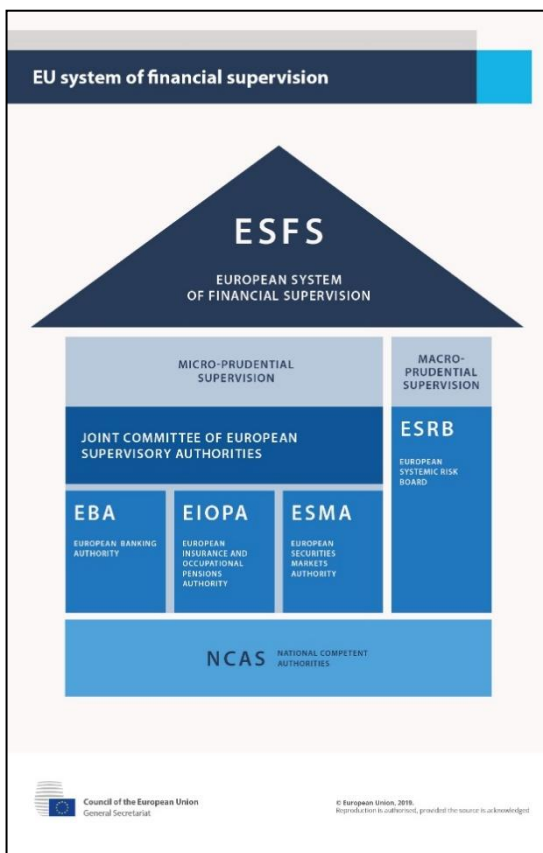 EU system of financial supervision
ESFS
EUROPEAN SYSTEM
OF FINANCIAL SUPERVISION
MICRO-PRUDENTIAL
SUPERVISION
MACRO-
PRUDENTIAL
SUPERVISION
JOINT COMMITTEE OF EUROPEAN
SUPERVISORY AUTHORITIES
ESRB
EUROPEAN
SYSTEMIC RISK
BOARD
EBA
EUROPEAN BANKING
AUTHORITY
EIOPA
EUROPEAN
INSURANCE AND
OCCUPATIONAL
PENSIONS
AUTHORITY
ESMA
EUROPEAN
SECURITIES
MARKETS
AUTHORITY
NCAS
NATIONAL COMPETENT
AUTHORITIES
Council of the European Union
General Secretariat
© European Union, 2019.
Reproduction is authorised, provided the source is acknowledged